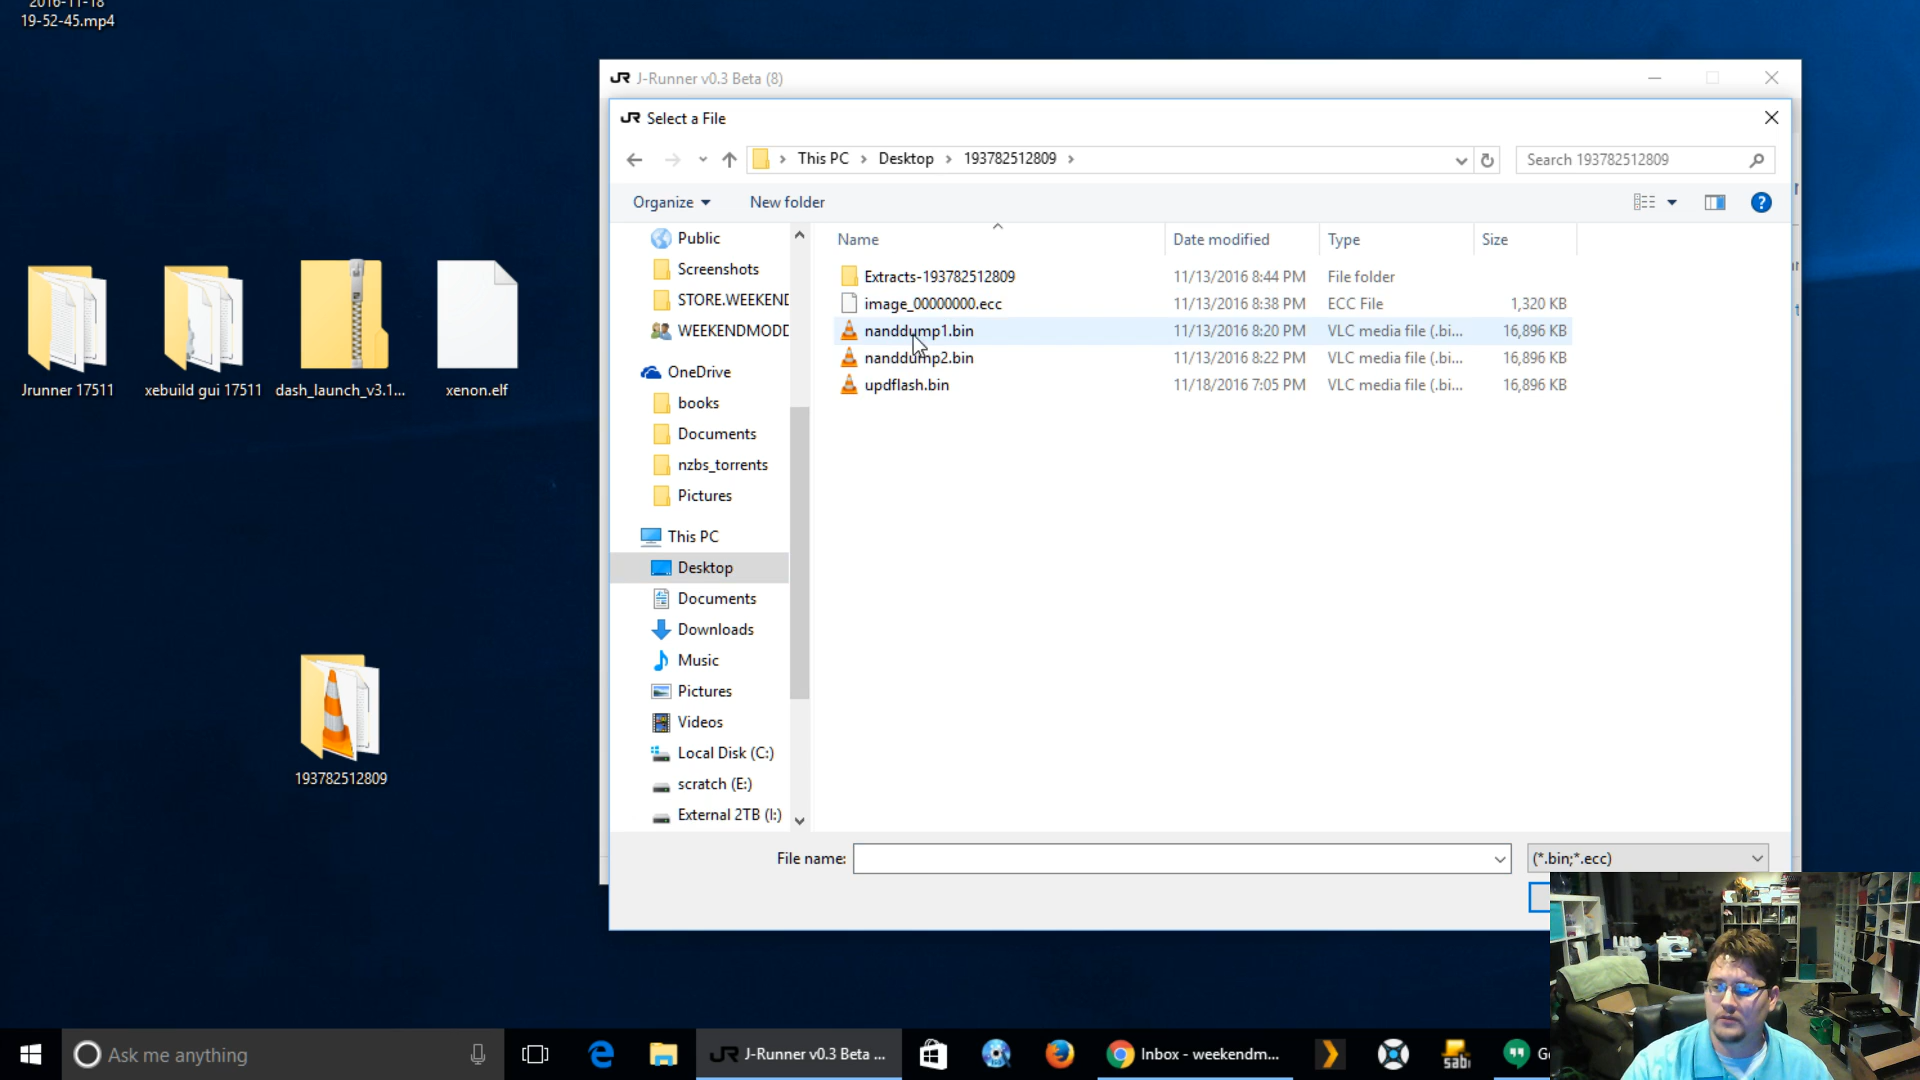 2016-11-18
19-52-45.mp4
Jrunner 17511
xebuild gui 17511
dash_launch_v3.1...
xenon.elf
193782512809
JR J-Runner v0.3 Beta (8)
JR Select a File
This PC > Desktop > 193782512809 >
Search 193782512809
Organize
New folder
Public
Screenshots
STORE.WEEKEND
WEEKENDMODD
OneDrive
books
Documents
nzbs_torrents
Pictures
This PC
Desktop
Documents
Downloads
Music
Pictures
Videos
Local Disk (C:)
scratch (E:)
External 2TB (I:)
Name Date modified Type Size
Extracts-193782512809 11/13/2016 8:44 PM File folder
image_00000000.ecc 11/13/2016 8:38 PM ECC File 1,320 KB
nanddump1.bin 11/13/2016 8:20 PM VLC media file (.bi... 16,896 KB
nanddump2.bin 11/13/2016 8:22 PM VLC media file (.bi... 16,896 KB
updflash.bin 11/18/2016 7:05 PM VLC media file (.bi... 16,896 KB
File name:
(*.bin;*.ecc)
Ask me anything
JR J-Runner v0.3 Beta ...
Inbox - weekendm...
sabi